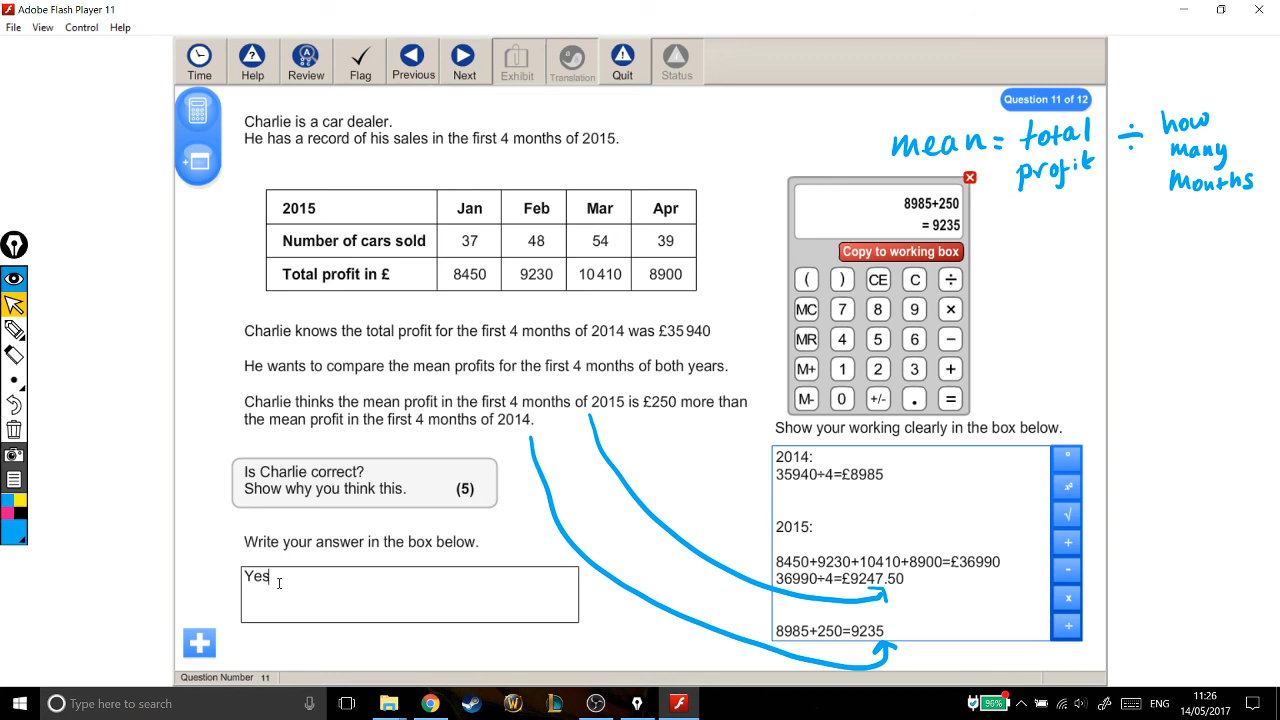 Adobe Flash Player 11
File View Control Help
Time Help Review Flag Previous Next Exhibit Translation Quit Status
Question 11 of 12
Charlie is a car dealer.
He has a record of his sales in the first 4 months of 2015.
mean = total profit ÷ how many months
2015 Jan Feb Mar Apr
Number of cars sold 37 48 54 39
Total profit in £ 8450 9230 10 410 8900
8985+250
= 9235
Copy to working box
( ) CE C ÷
MC 7 8 9 ×
MR 4 5 6 −
M+ 1 2 3 +
M- 0 +/- . =
Charlie knows the total profit for the first 4 months of 2014 was £35 940
He wants to compare the mean profits for the first 4 months of both years.
Charlie thinks the mean profit in the first 4 months of 2015 is £250 more than
the mean profit in the first 4 months of 2014.
Is Charlie correct?
Show why you think this. (5)
Write your answer in the box below.
Yes
Show your working clearly in the box below.
2014:
35940÷4=£8985
2015:
8450+9230+10410+8900=£36990
36990÷4=£9247.50
8985+250=9235
°
x²
√
+
-
x
÷
Question Number 11
Type here to search
96%
ENG
11:26
14/05/2017